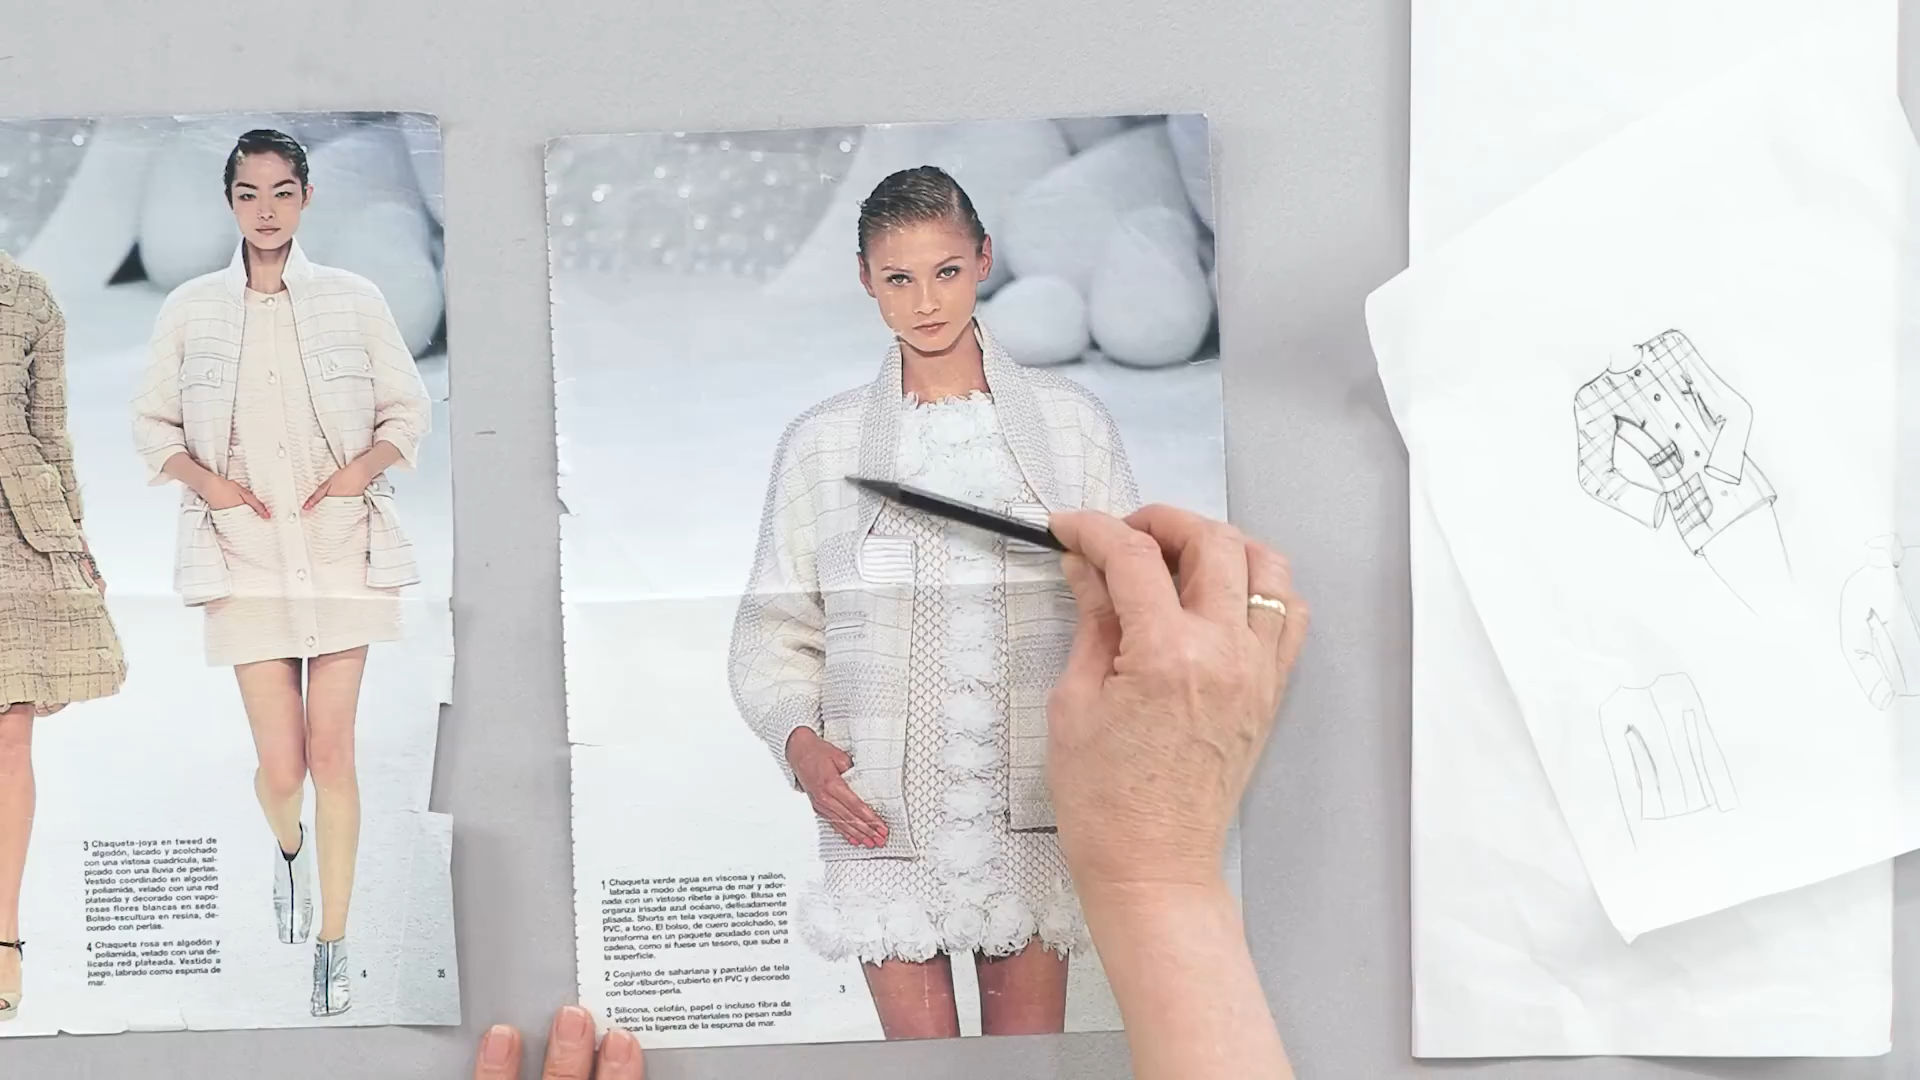 3 Chaqueta-joya en tweed de
algodón, lacado y acolchado
con una vistosa cuadrícula, sal-
picado con una lluvia de perlas.
Vestido coordinado en algodón
y poliamida, velado con una red
plateada y decorado con vapo-
rosas flores blancas en seda.
Bolso-escultura en resina, de-
corado con perlas.
4 Chaqueta rosa en algodón y
poliamida, velado con una de-
licada red plateada. Vestido a
juego, labrado como espuma de
mar.
4
35
1 Chaqueta verde agua en viscosa y nailon,
labrada a modo de espuma de mar y ador-
nada con un vistoso ribete a juego. Blusa en
organza irisada azul océano, delicadamente
plisada. Shorts en tela vaquera, lacados con
PVC, a tono. El bolso, de cuero acolchado, se
transforma en un paquete anudado con una
cadena, como si fuese un tesoro, que sube a
la superficie.
2 Conjunto de sahariana y pantalón de tela
color «tiburón», cubierto en PVC y decorado
con botones-perla.
3 Silicona, celofán, papel o incluso fibra de
vidrio: los nuevos materiales no pesan nada
la ligereza de la espuma de mar.
3